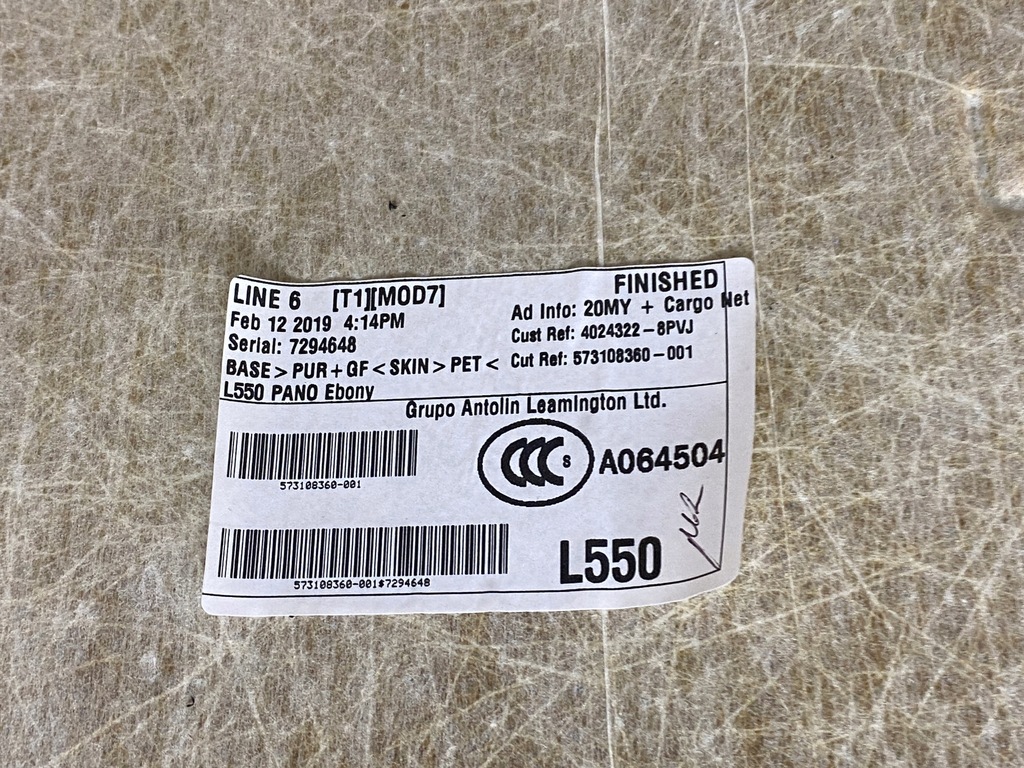 LINE 6 [T1][MOD7] FINISHED
Feb 12 2019 4:14PM Ad Info: 20MY + Cargo Net
Serial: 7294648 Cust Ref: 4024322-8PVJ
BASE>PUR+GF<SKIN>PET< Cut Ref: 573108360-001
L550 PANO Ebony
Grupo Antolin Leamington Ltd.
CCC S A064504
573108360-001
L550
573108360-001$7294648